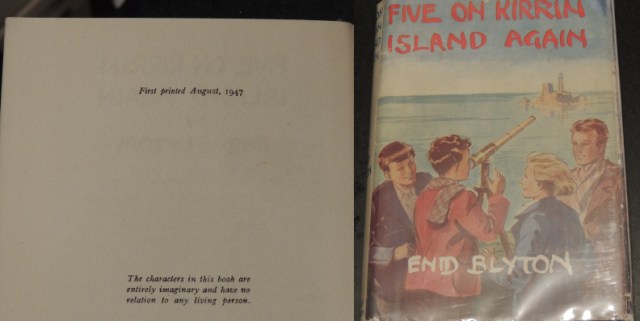 First printed August, 1947
The characters in this book are
entirely imaginary and have no
relation to any living person.
FIVE ON KIRRIN
ISLAND AGAIN
ENID BLYTON